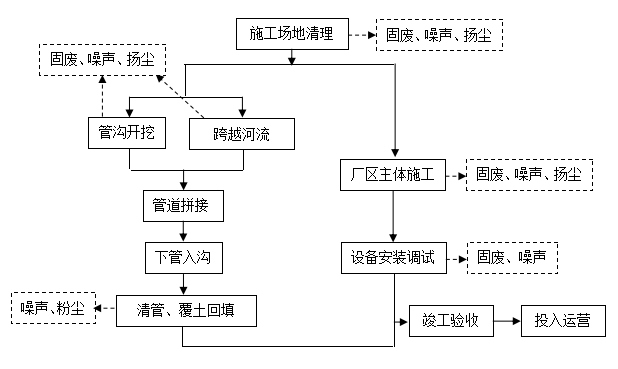 施工场地清理
固废、噪声、扬尘
固废、噪声、扬尘
管沟开挖
跨越河流
厂区主体施工
固废、噪声、扬尘
管道拼接
下管入沟
设备安装调试
固废、噪声
噪声、粉尘
清管、覆土回填
竣工验收
投入运营